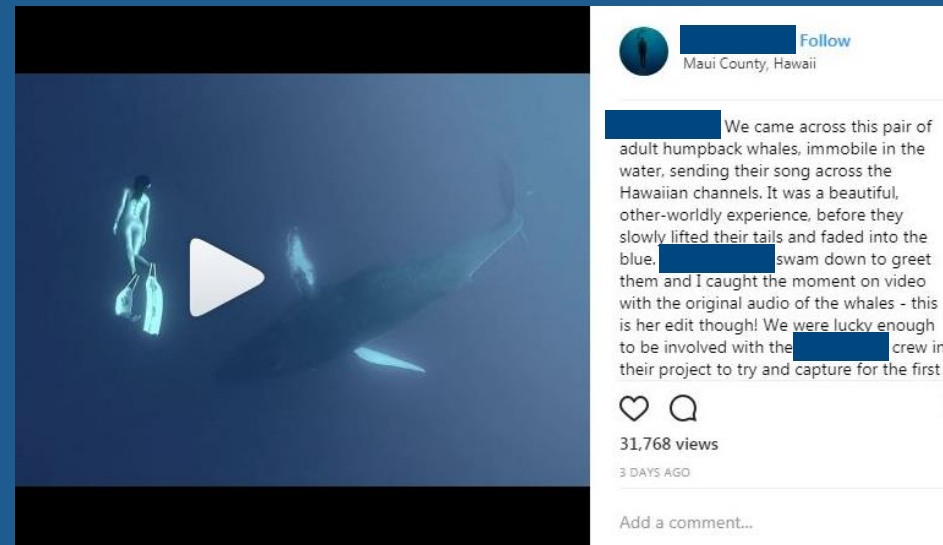 Follow
Maui County, Hawaii
We came across this pair of
adult humpback whales, immobile in the
water, sending their song across the
Hawaiian channels. It was a beautiful,
other-worldly experience, before they
slowly lifted their tails and faded into the
blue. swam down to greet
them and I caught the moment on video
with the original audio of the whales - this
is her edit though! We were lucky enough
to be involved with the crew in
their project to try and capture for the first
31,768 views
3 DAYS AGO
Add a comment...